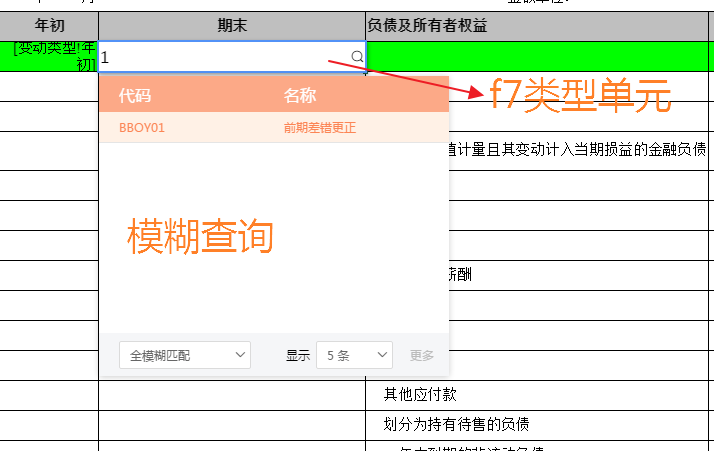 年初 期末 负债及所有者权益
[变动类型!年
初]
1
f7类型单元
代码 名称
BBOY01 前期差错更正
值计量且其变动计入当期损益的金融负债
模糊查询
薪酬
全模糊匹配 显示 5 条 更多
其他应付款
划分为持有待售的负债